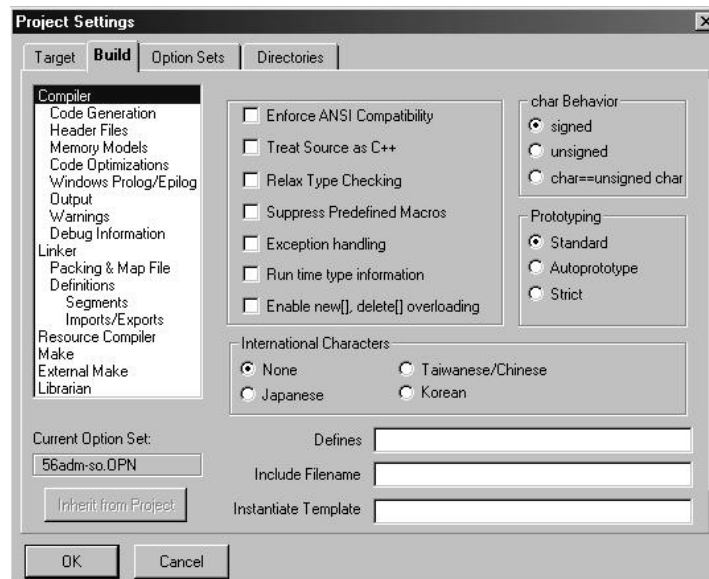 Project Settings
Target Build Option Sets Directories
Compiler
Code Generation
Header Files
Memory Models
Code Optimizations
Windows Prolog/Epilog
Output
Warnings
Debug Information
Linker
Packing & Map File
Definitions
Segments
Imports/Exports
Resource Compiler
Make
External Make
Librarian
Enforce ANSI Compatibility
Treat Source as C++
Relax Type Checking
Suppress Predefined Macros
Exception handling
Run time type information
Enable new[], delete[] overloading
char Behavior
signed
unsigned
char==unsigned char
Prototyping
Standard
Autoprototype
Strict
International Characters
None Taiwanese/Chinese
Japanese Korean
Current Option Set:
56adm-so.OPN
Inherit from Project
Defines
Include Filename
Instantiate Template
OK Cancel